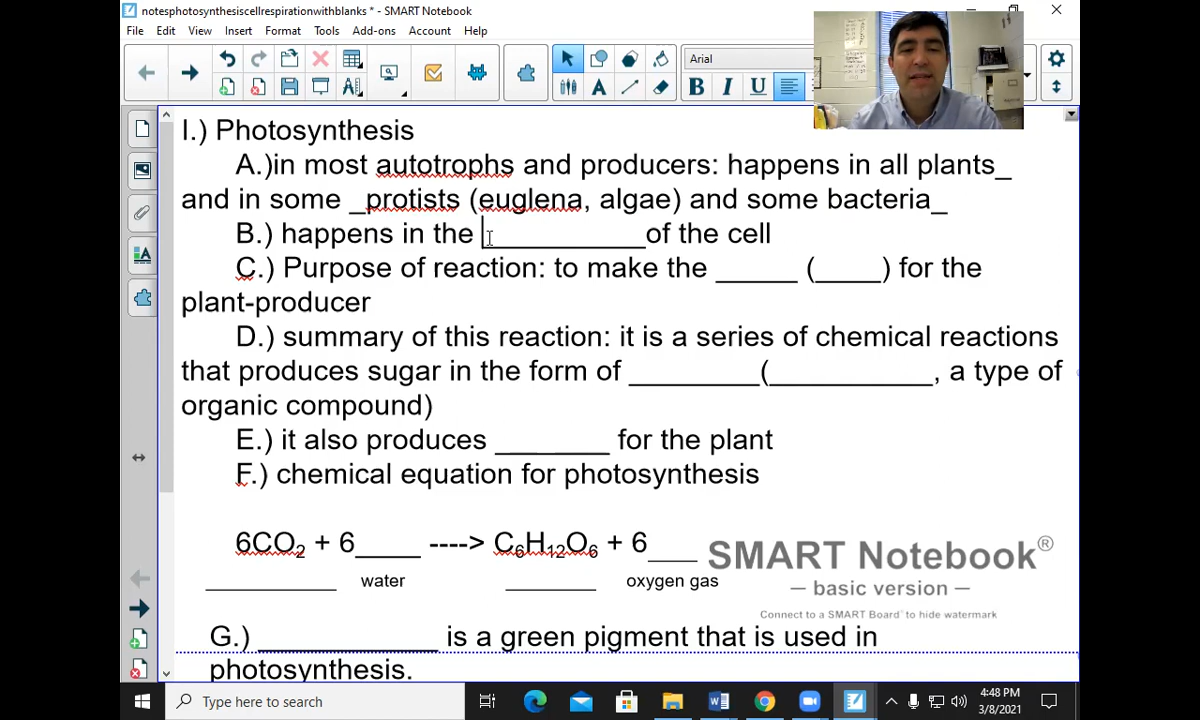 notesphotosynthesiscellrespirationwithblanks * - SMART Notebook
File Edit View Insert Format Tools Add-ons Account Help
Arial
B I U
I.) Photosynthesis
A.)in most autotrophs and producers: happens in all plants_
and in some _protists (euglena, algae) and some bacteria_
B.) happens in the __________of the cell
C.) Purpose of reaction: to make the _____ (____) for the
plant-producer
D.) summary of this reaction: it is a series of chemical reactions
that produces sugar in the form of ________(__________, a type of
organic compound)
E.) it also produces _______ for the plant
F.) chemical equation for photosynthesis
6CO2 + 6____ ----> C6H12O6 + 6___
_________ water ______ oxygen gas
SMART Notebook®
— basic version —
Connect to a SMART Board® to hide watermark
G.) ___________ is a green pigment that is used in
photosynthesis.
Type here to search
4:48 PM
3/8/2021